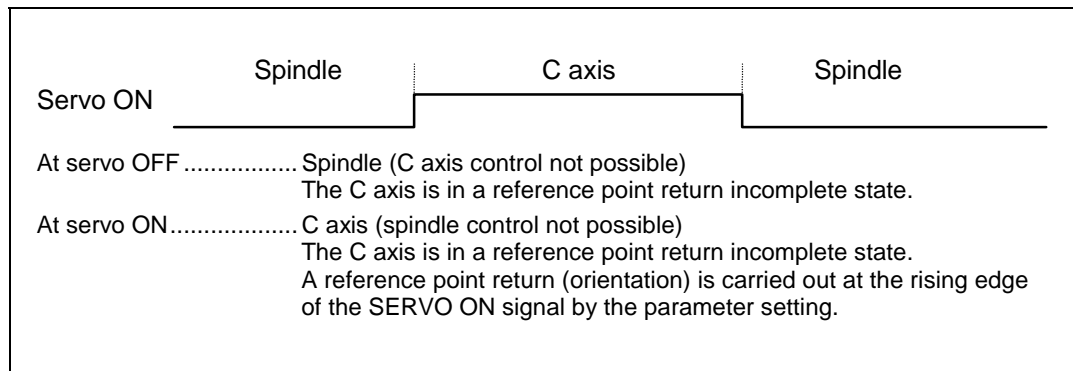 Spindle C axis Spindle
Servo ON
At servo OFF ................. Spindle (C axis control not possible)
The C axis is in a reference point return incomplete state.
At servo ON ................... C axis (spindle control not possible)
The C axis is in a reference point return incomplete state.
A reference point return (orientation) is carried out at the rising edge
of the SERVO ON signal by the parameter setting.